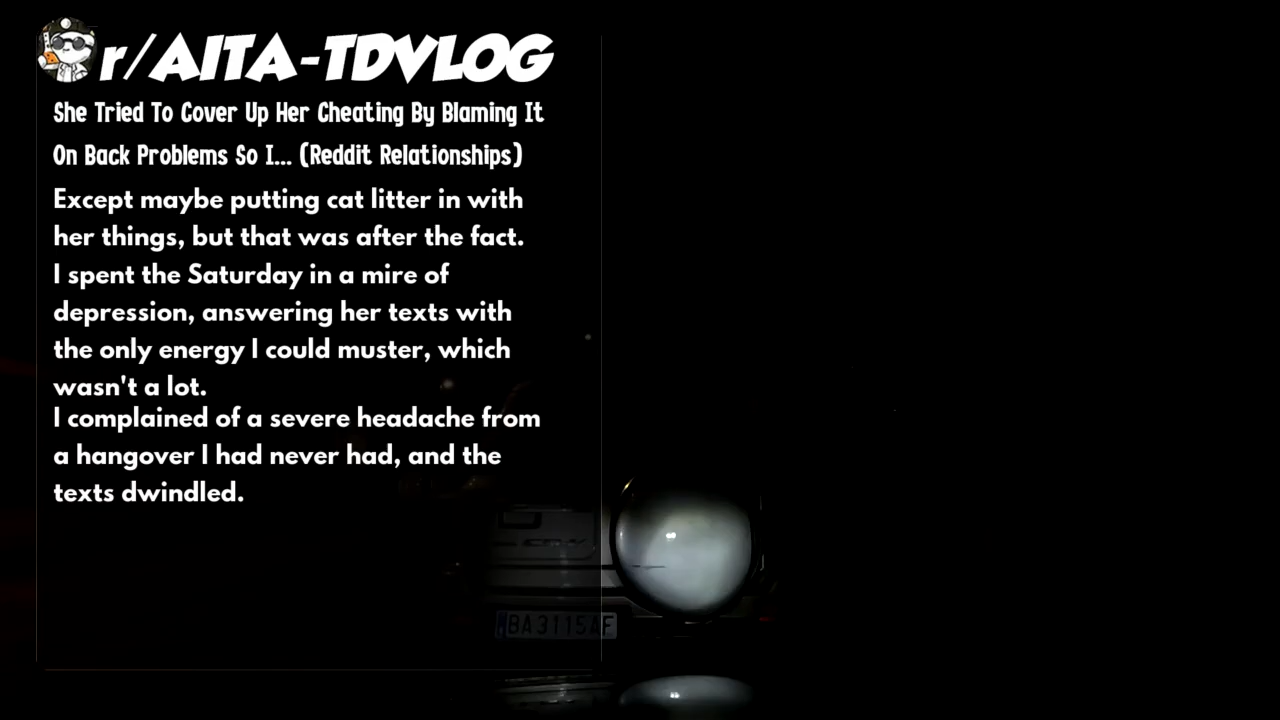 r/AITA-TDVLOG
She Tried To Cover Up Her Cheating By Blaming It
On Back Problems So I... (Reddit Relationships)
Except maybe putting cat litter in with
her things, but that was after the fact.
I spent the Saturday in a mire of
depression, answering her texts with
the only energy I could muster, which
wasn't a lot.
I complained of a severe headache from
a hangover I had never had, and the
texts dwindled.
CR-V
BA3115AF